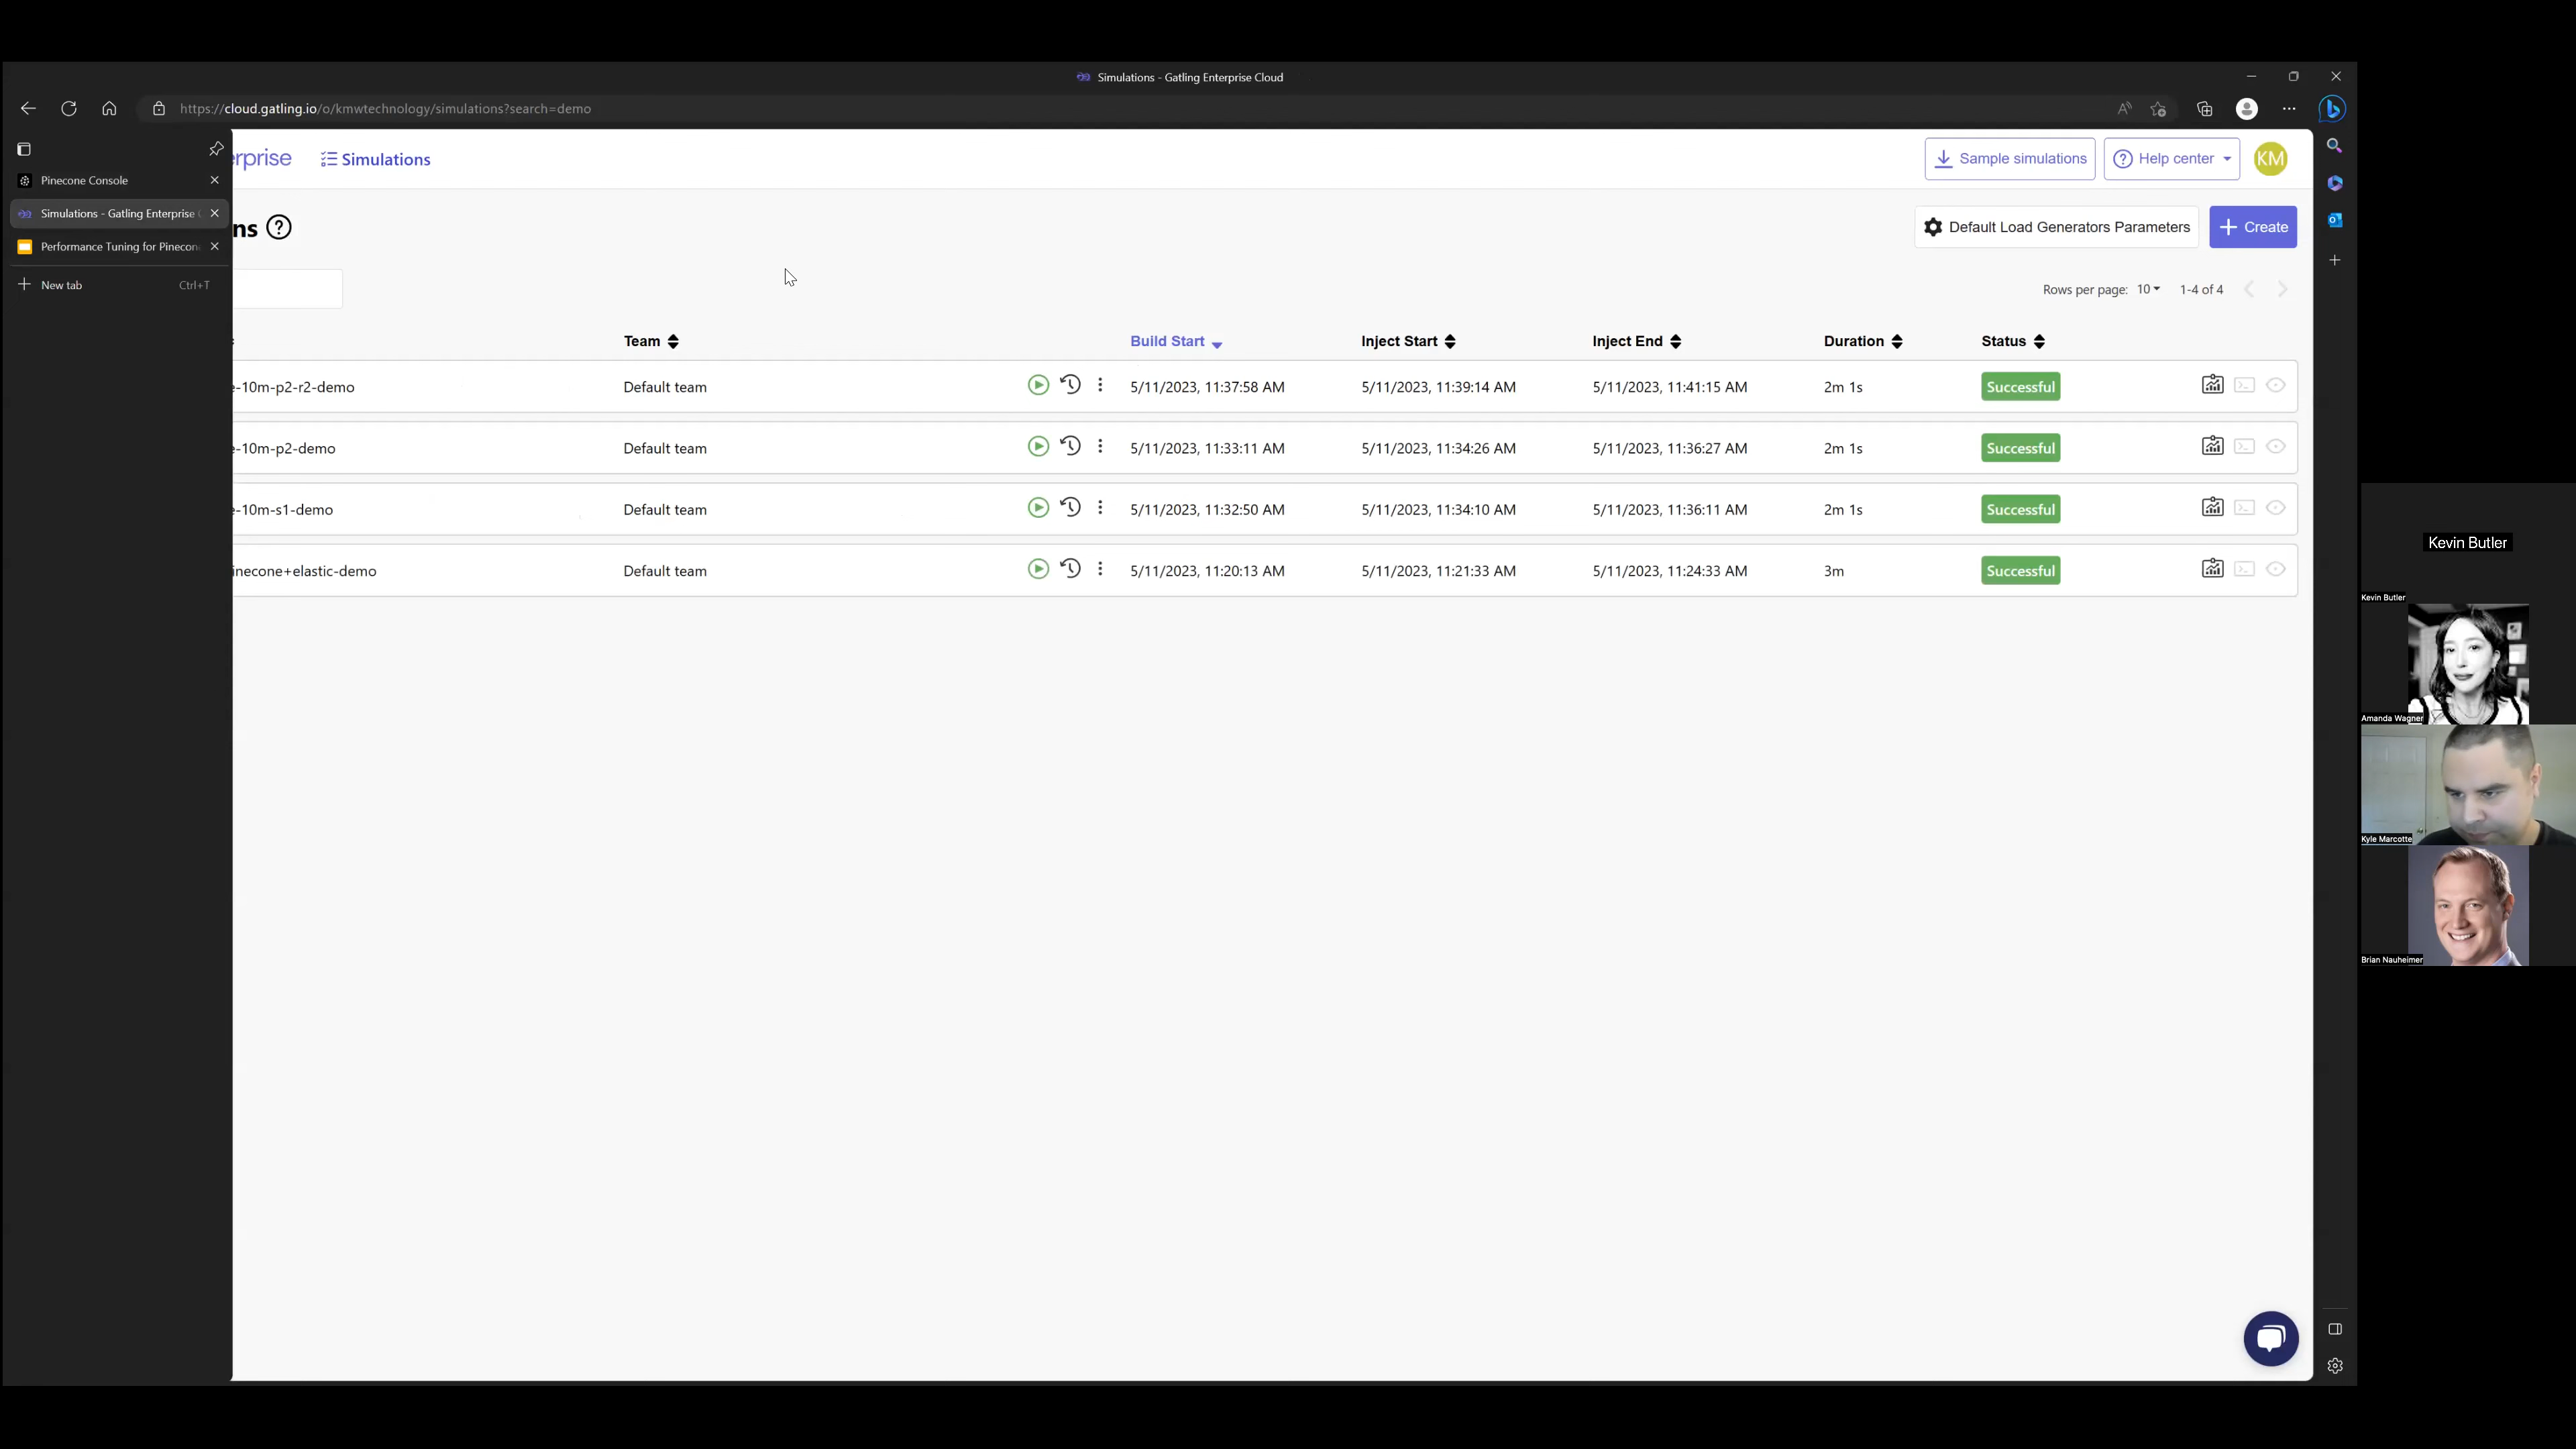 Simulations - Gatling Enterprise Cloud
https://cloud.gatling.io/o/kmwtechnology/simulations?search=demo
Pinecone Console
Simulations - Gatling Enterprise
Performance Tuning for Pinecon
New tab Ctrl+T
erprise Simulations Sample simulations Help center KM
ns Default Load Generators Parameters Create
Rows per page: 10 1-4 of 4
Team Build Start Inject Start Inject End Duration Status
e-10m-p2-r2-demo Default team 5/11/2023, 11:37:58 AM 5/11/2023, 11:39:14 AM 5/11/2023, 11:41:15 AM 2m 1s Successful
e-10m-p2-demo Default team 5/11/2023, 11:33:11 AM 5/11/2023, 11:34:26 AM 5/11/2023, 11:36:27 AM 2m 1s Successful
e-10m-s1-demo Default team 5/11/2023, 11:32:50 AM 5/11/2023, 11:34:10 AM 5/11/2023, 11:36:11 AM 2m 1s Successful
inecone+elastic-demo Default team 5/11/2023, 11:20:13 AM 5/11/2023, 11:21:33 AM 5/11/2023, 11:24:33 AM 3m Successful
Kevin Butler
Kevin Butler
Amanda Wagner
Kyle Marcotte
Brian Nauheimer